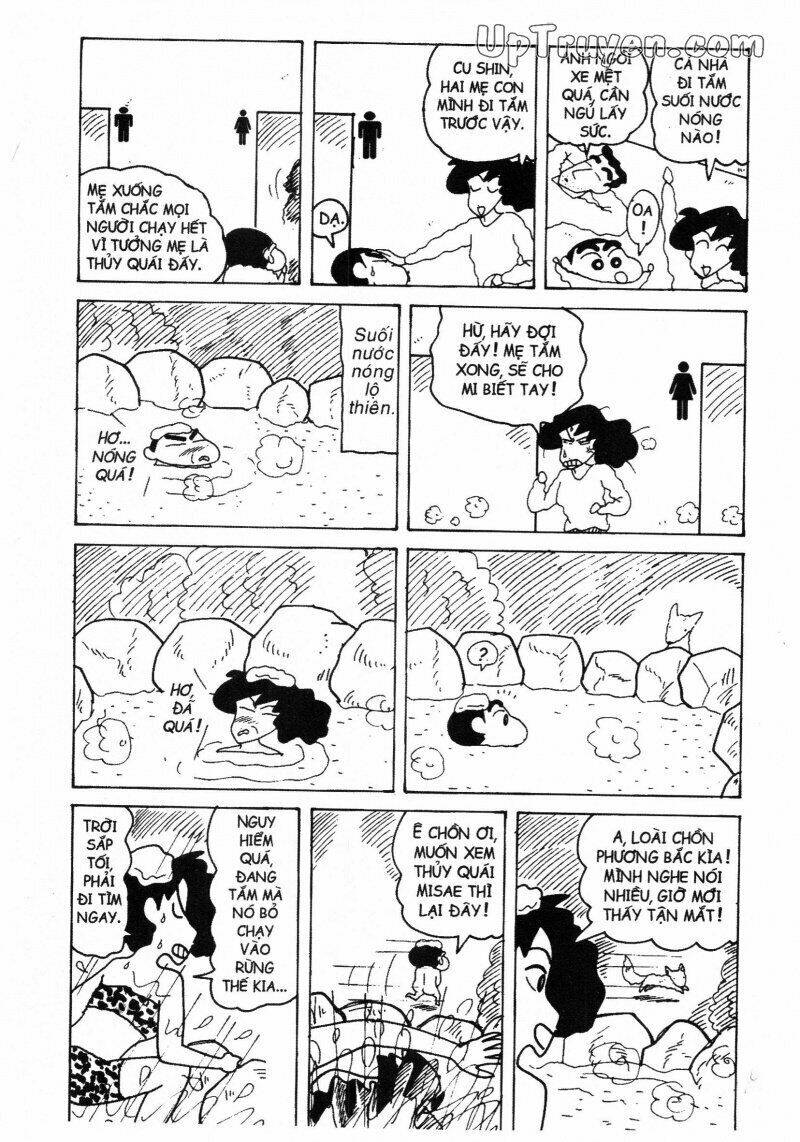 UpTruyen.com
CẢ NHÀ
ĐI TẮM
SUỐI NƯỚC
NÓNG
NÀO!
ANH NGỒI
XE MỆT
QUÁ, CẦN
NGỦ LẤY
SỨC.
OA
!
CU SHIN,
HAI MẸ CON
MÌNH ĐI TẮM
TRƯỚC VẬY.
DẠ.
MẸ XUỐNG
TẮM CHẮC MỌI
NGƯỜI CHẠY HẾT
VÌ TƯỞNG MẸ LÀ
THỦY QUÁI ĐẤY.
HỪ, HÃY ĐỢI
ĐẤY! MẸ TẮM
XONG, SẼ CHO
MI BIẾT TAY!
Suối
nước
nóng
lộ
thiên.
HƠ...
NÓNG
QUÁ!
?
HƠ,
ĐÃ
QUÁ!
A, LOÀI CHỒN
PHƯƠNG BẮC KÌA!
MÌNH NGHE NÓI
NHIỀU, GIỜ MỚI
THẤY TẬN MẮT!
Ê CHỒN ƠI,
MUỐN XEM
THỦY QUÁI
MISAE THÌ
LẠI ĐÂY!
NGUY
HIỂM
QUÁ,
ĐANG
TẮM MÀ
NÓ BỎ
CHẠY
VÀO
RỪNG
THẾ KIA...
TRỜI
SẮP
TỐI,
PHẢI
ĐI TÌM
NGAY.